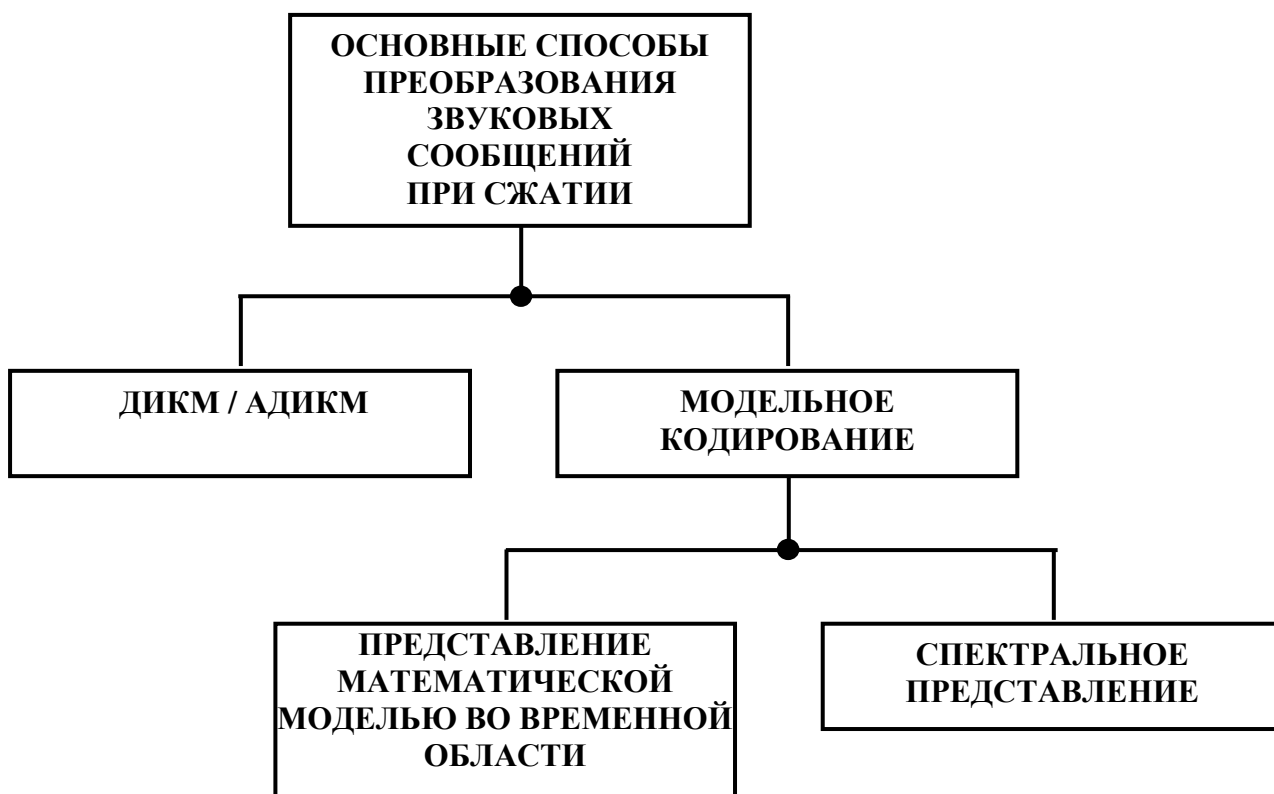 ОСНОВНЫЕ СПОСОБЫ
ПРЕОБРАЗОВАНИЯ
ЗВУКОВЫХ
СООБЩЕНИЙ
ПРИ СЖАТИИ
ДИКМ / АДИКМ
МОДЕЛЬНОЕ
КОДИРОВАНИЕ
ПРЕДСТАВЛЕНИЕ
МАТЕМАТИЧЕСКОЙ
МОДЕЛЬЮ ВО ВРЕМЕННОЙ
ОБЛАСТИ
СПЕКТРАЛЬНОЕ
ПРЕДСТАВЛЕНИЕ